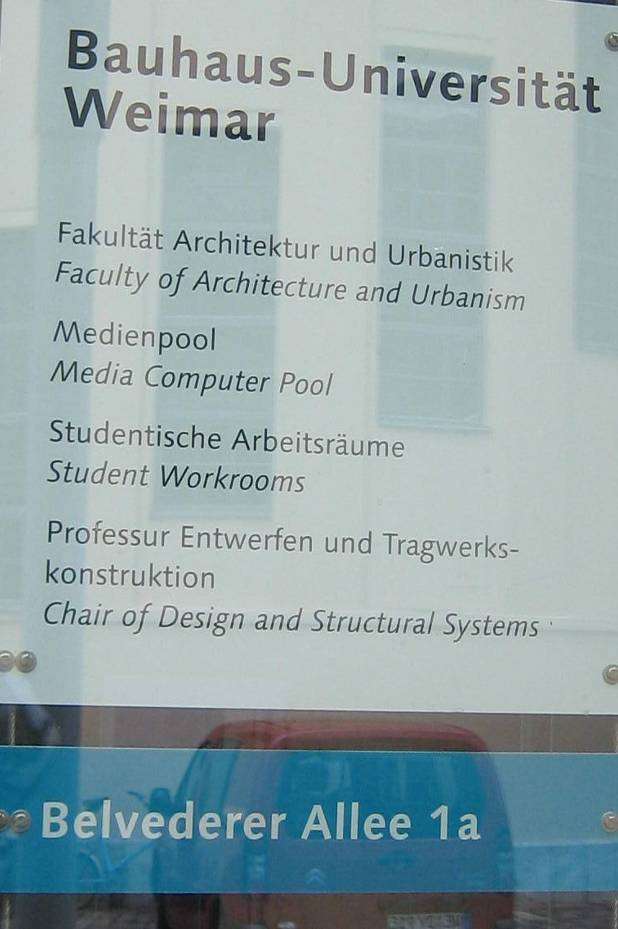 Bauhaus-Universität
Weimar
Fakultät Architektur und Urbanistik
Faculty of Architecture and Urbanism
Medienpool
Media Computer Pool
Studentische Arbeitsräume
Student Workrooms
Professur Entwerfen und Tragwerks-
konstruktion
Chair of Design and Structural Systems
Belvederer Allee 1a